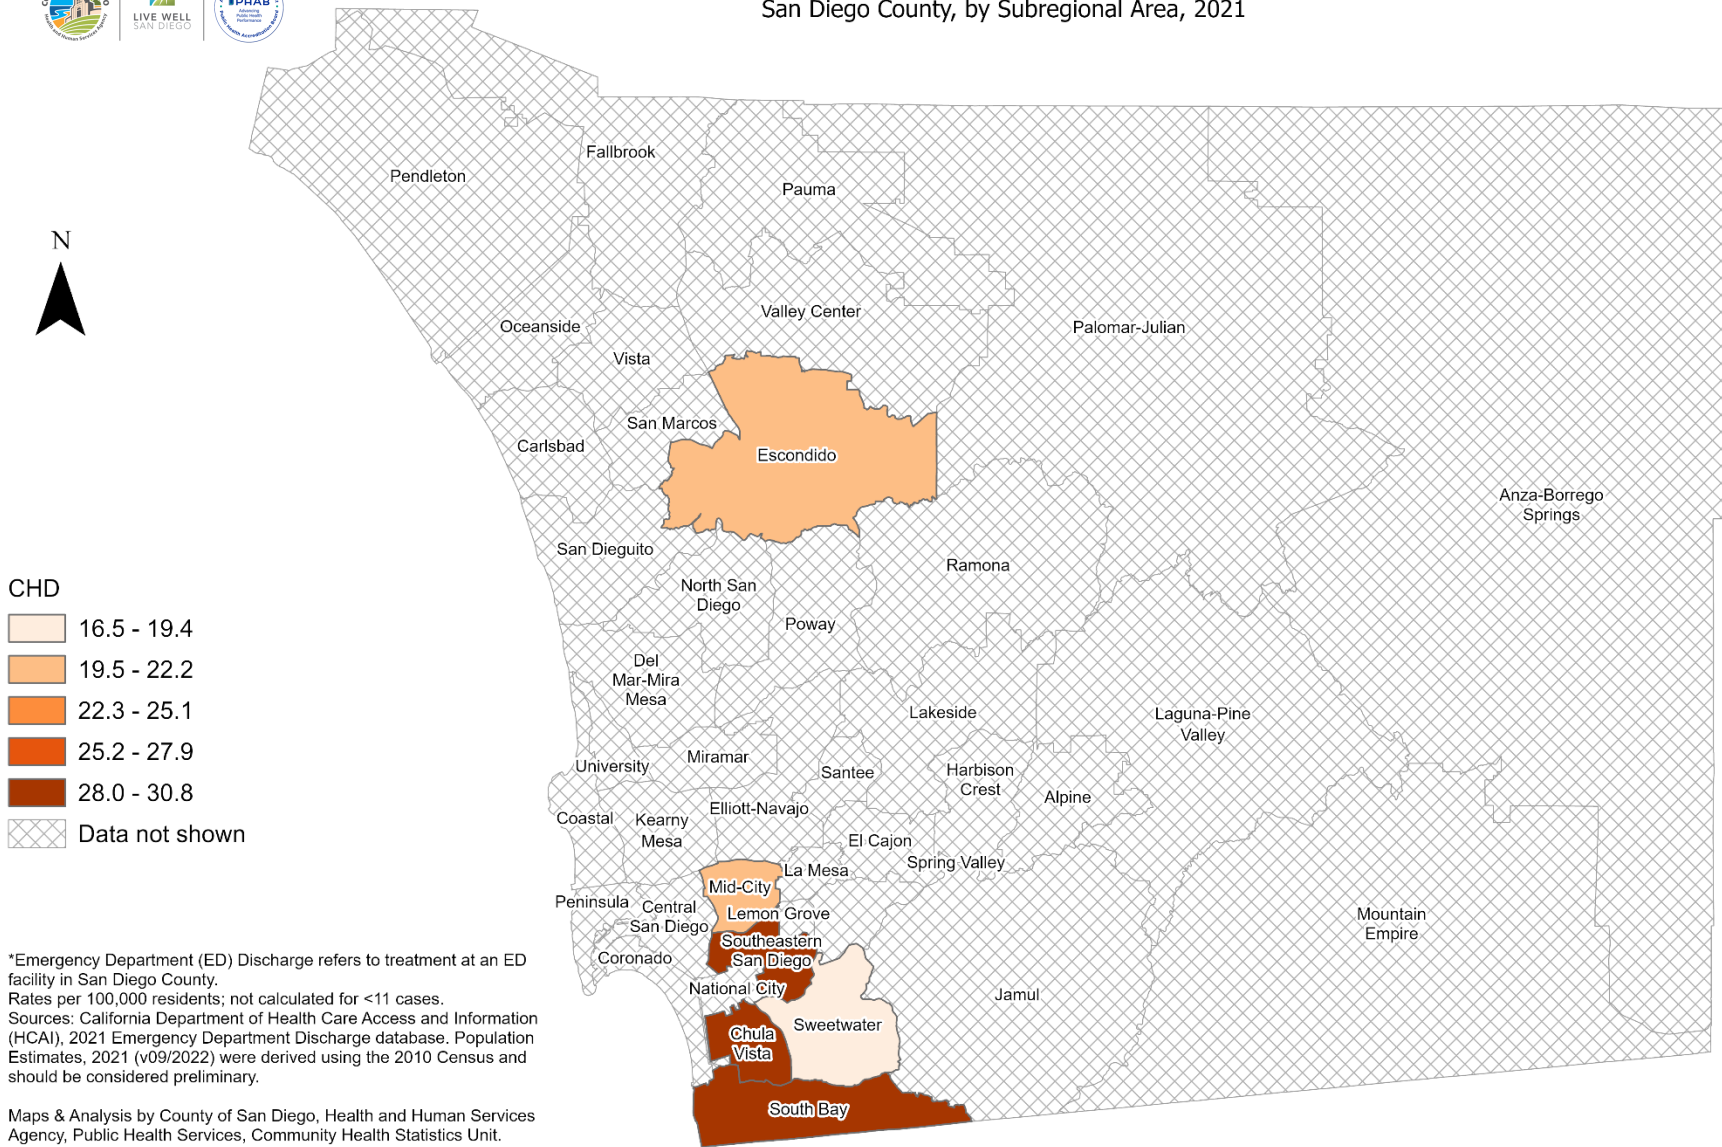 PHAB
Advancing
Public Health
Performance
LIVE WELL
SAN DIEGO
San Diego County, by Subregional Area, 2021
Fallbrook
Pendleton
Pauma
N
Valley Center
Oceanside
Palomar-Julian
Vista
San Marcos
Carlsbad
Escondido
Anza-Borrego
Springs
San Dieguito
Ramona
North San
Diego
Poway
CHD
16.5 - 19.4
19.5 - 22.2
22.3 - 25.1
25.2 - 27.9
28.0 - 30.8
Data not shown
Del
Mar-Mira
Mesa
Lakeside
Laguna-Pine
Valley
Miramar
University
Santee
Harbison
Crest
Alpine
Elliott-Navajo
Coastal
Kearny
Mesa
El Cajon
Spring Valley
La Mesa
Mid-City
Peninsula
Central
San Diego
Lemon Grove
Mountain
Empire
Southeastern
San Diego
Coronado
National City
Jamul
Sweetwater
Chula
Vista
South Bay
*Emergency Department (ED) Discharge refers to treatment at an ED
facility in San Diego County.
Rates per 100,000 residents; not calculated for <11 cases.
Sources: California Department of Health Care Access and Information
(HCAI), 2021 Emergency Department Discharge database. Population
Estimates, 2021 (v09/2022) were derived using the 2010 Census and
should be considered preliminary.
Maps & Analysis by County of San Diego, Health and Human Services
Agency, Public Health Services, Community Health Statistics Unit.